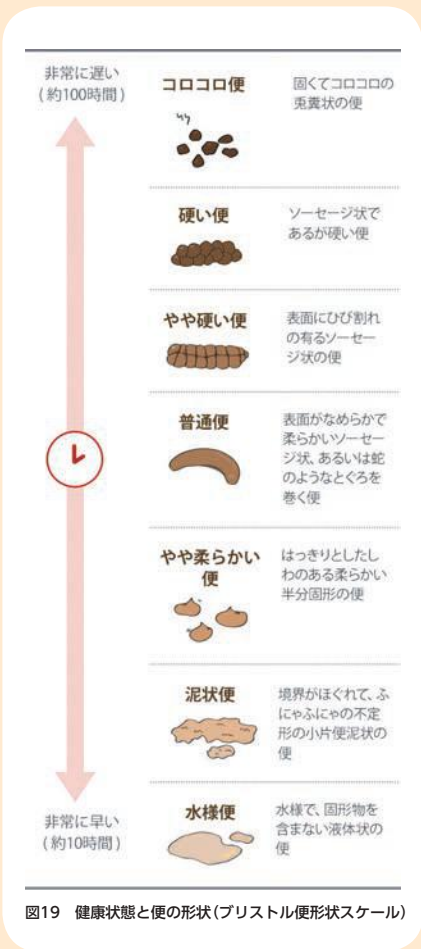 非常に遅い
(約100時間)
コロコロ便
固くてコロコロの
兎糞状の便
硬い便
ソーセージ状で
あるが硬い便
やや硬い便
表面にひび割れ
の有るソーセー
ジ状の便
普通便
表面がなめらかで
柔らかいソーセー
ジ状、あるいは蛇
のようなとぐろを
巻く便
やや柔らかい
便
はっきりとしたし
わのある柔らかい
半分固形の便
泥状便
境界がほぐれて、ふ
にゃふにゃの不定
形の小片便泥状の
便
非常に早い
(約10時間)
水様便
水様で、固形物を
含まない液体状の
便
図19 健康状態と便の形状(ブリストル便形状スケール)